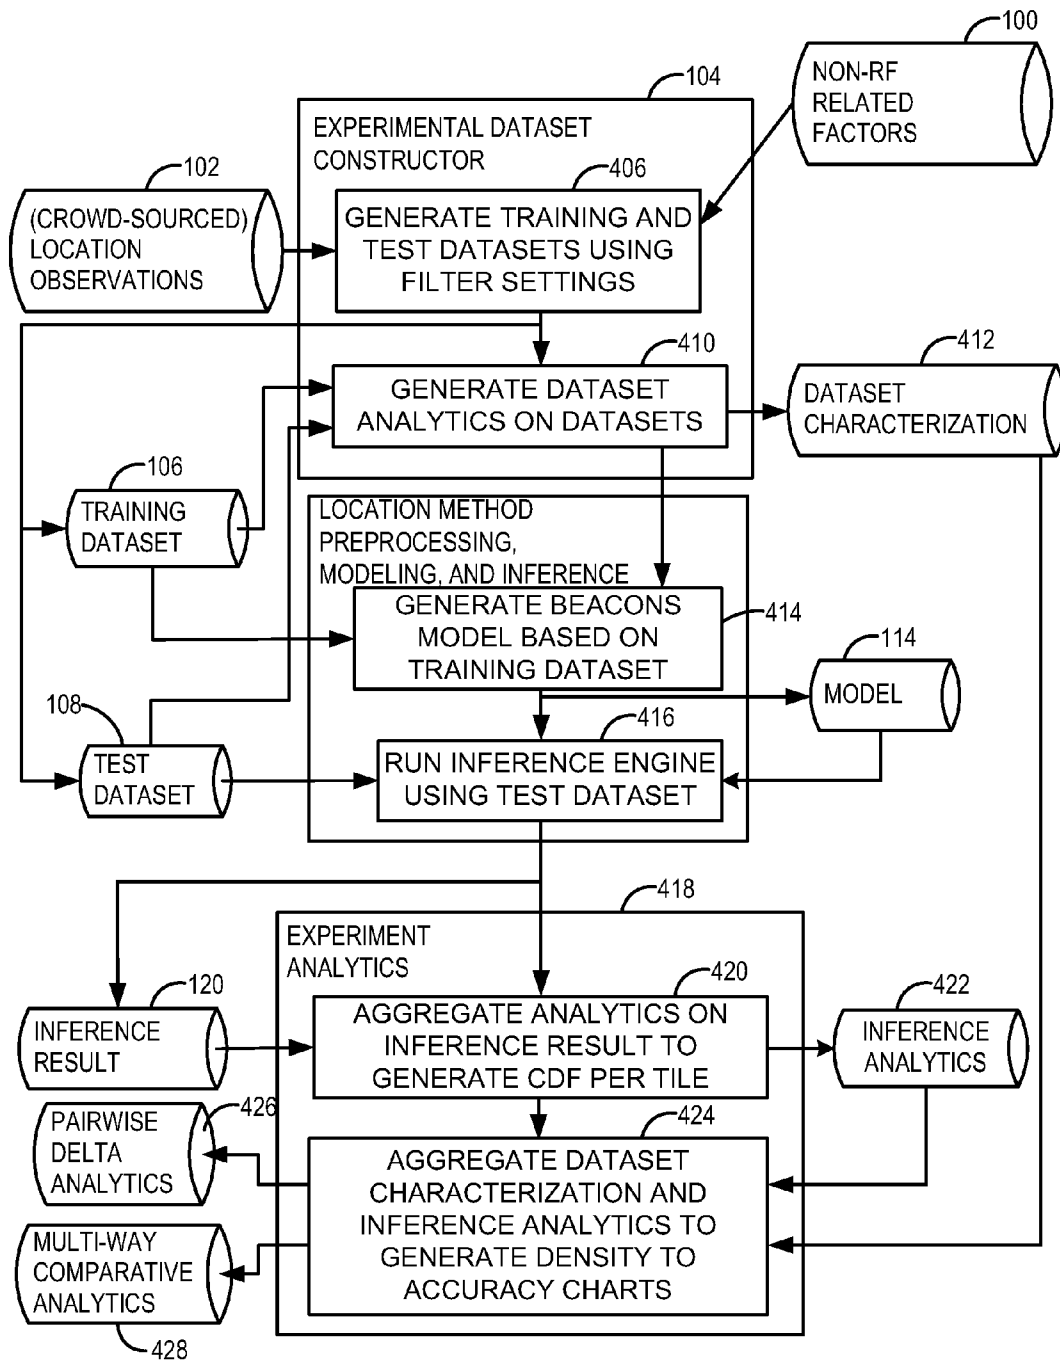 100
NON-RF
RELATED
FACTORS
104
EXPERIMENTAL DATASET
CONSTRUCTOR
102
(CROWD-SOURCED)
LOCATION
OBSERVATIONS
406
GENERATE TRAINING AND
TEST DATASETS USING
FILTER SETTINGS
410
GENERATE DATASET
ANALYTICS ON DATASETS
412
DATASET
CHARACTERIZATION
106
TRAINING
DATASET
LOCATION METHOD
PREPROCESSING,
MODELING, AND INFERENCE
GENERATE BEACONS
MODEL BASED ON
TRAINING DATASET
414
114
MODEL
108
TEST
DATASET
416
RUN INFERENCE ENGINE
USING TEST DATASET
418
EXPERIMENT
ANALYTICS
120
INFERENCE
RESULT
420
AGGREGATE ANALYTICS ON
INFERENCE RESULT TO
GENERATE CDF PER TILE
422
INFERENCE
ANALYTICS
426
PAIRWISE
DELTA
ANALYTICS
424
AGGREGATE DATASET
CHARACTERIZATION AND
INFERENCE ANALYTICS TO
GENERATE DENSITY TO
ACCURACY CHARTS
MULTI-WAY
COMPARATIVE
ANALYTICS
428